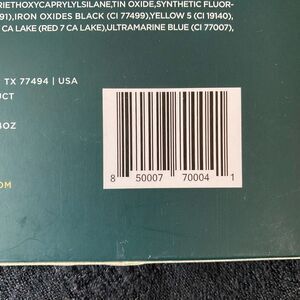 RIETHOXYCAPRYLYLSILANE,TIN OXIDE,SYNTHETIC FLUOR-
91),IRON OXIDES BLACK (CI 77499),YELLOW 5 (CI 19140),
7 CA LAKE (RED 7 CA LAKE),ULTRAMARINE BLUE (CI 77007),
TX 77494 | USA
UCT
OZ
OM
8 50007 70004 1